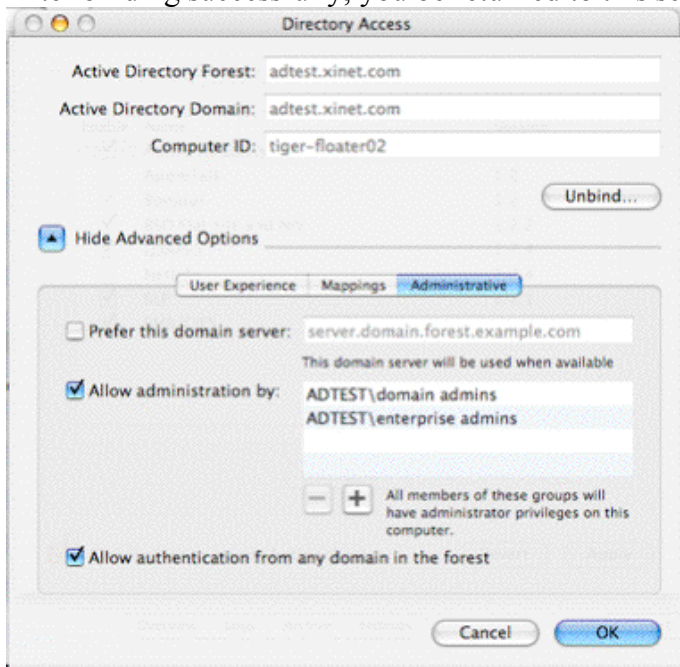 Directory Access
Active Directory Forest: adtest.xinet.com
Active Directory Domain: adtest.xinet.com
Computer ID: tiger-floater02
Unbind...
Hide Advanced Options
User Experience Mappings Administrative
Prefer this domain server: server.domain.forest.example.com
This domain server will be used when available
Allow administration by: ADTEST\domain admins
ADTEST\enterprise admins
All members of these groups will
have administrator privileges on this
computer.
Allow authentication from any domain in the forest
Cancel OK